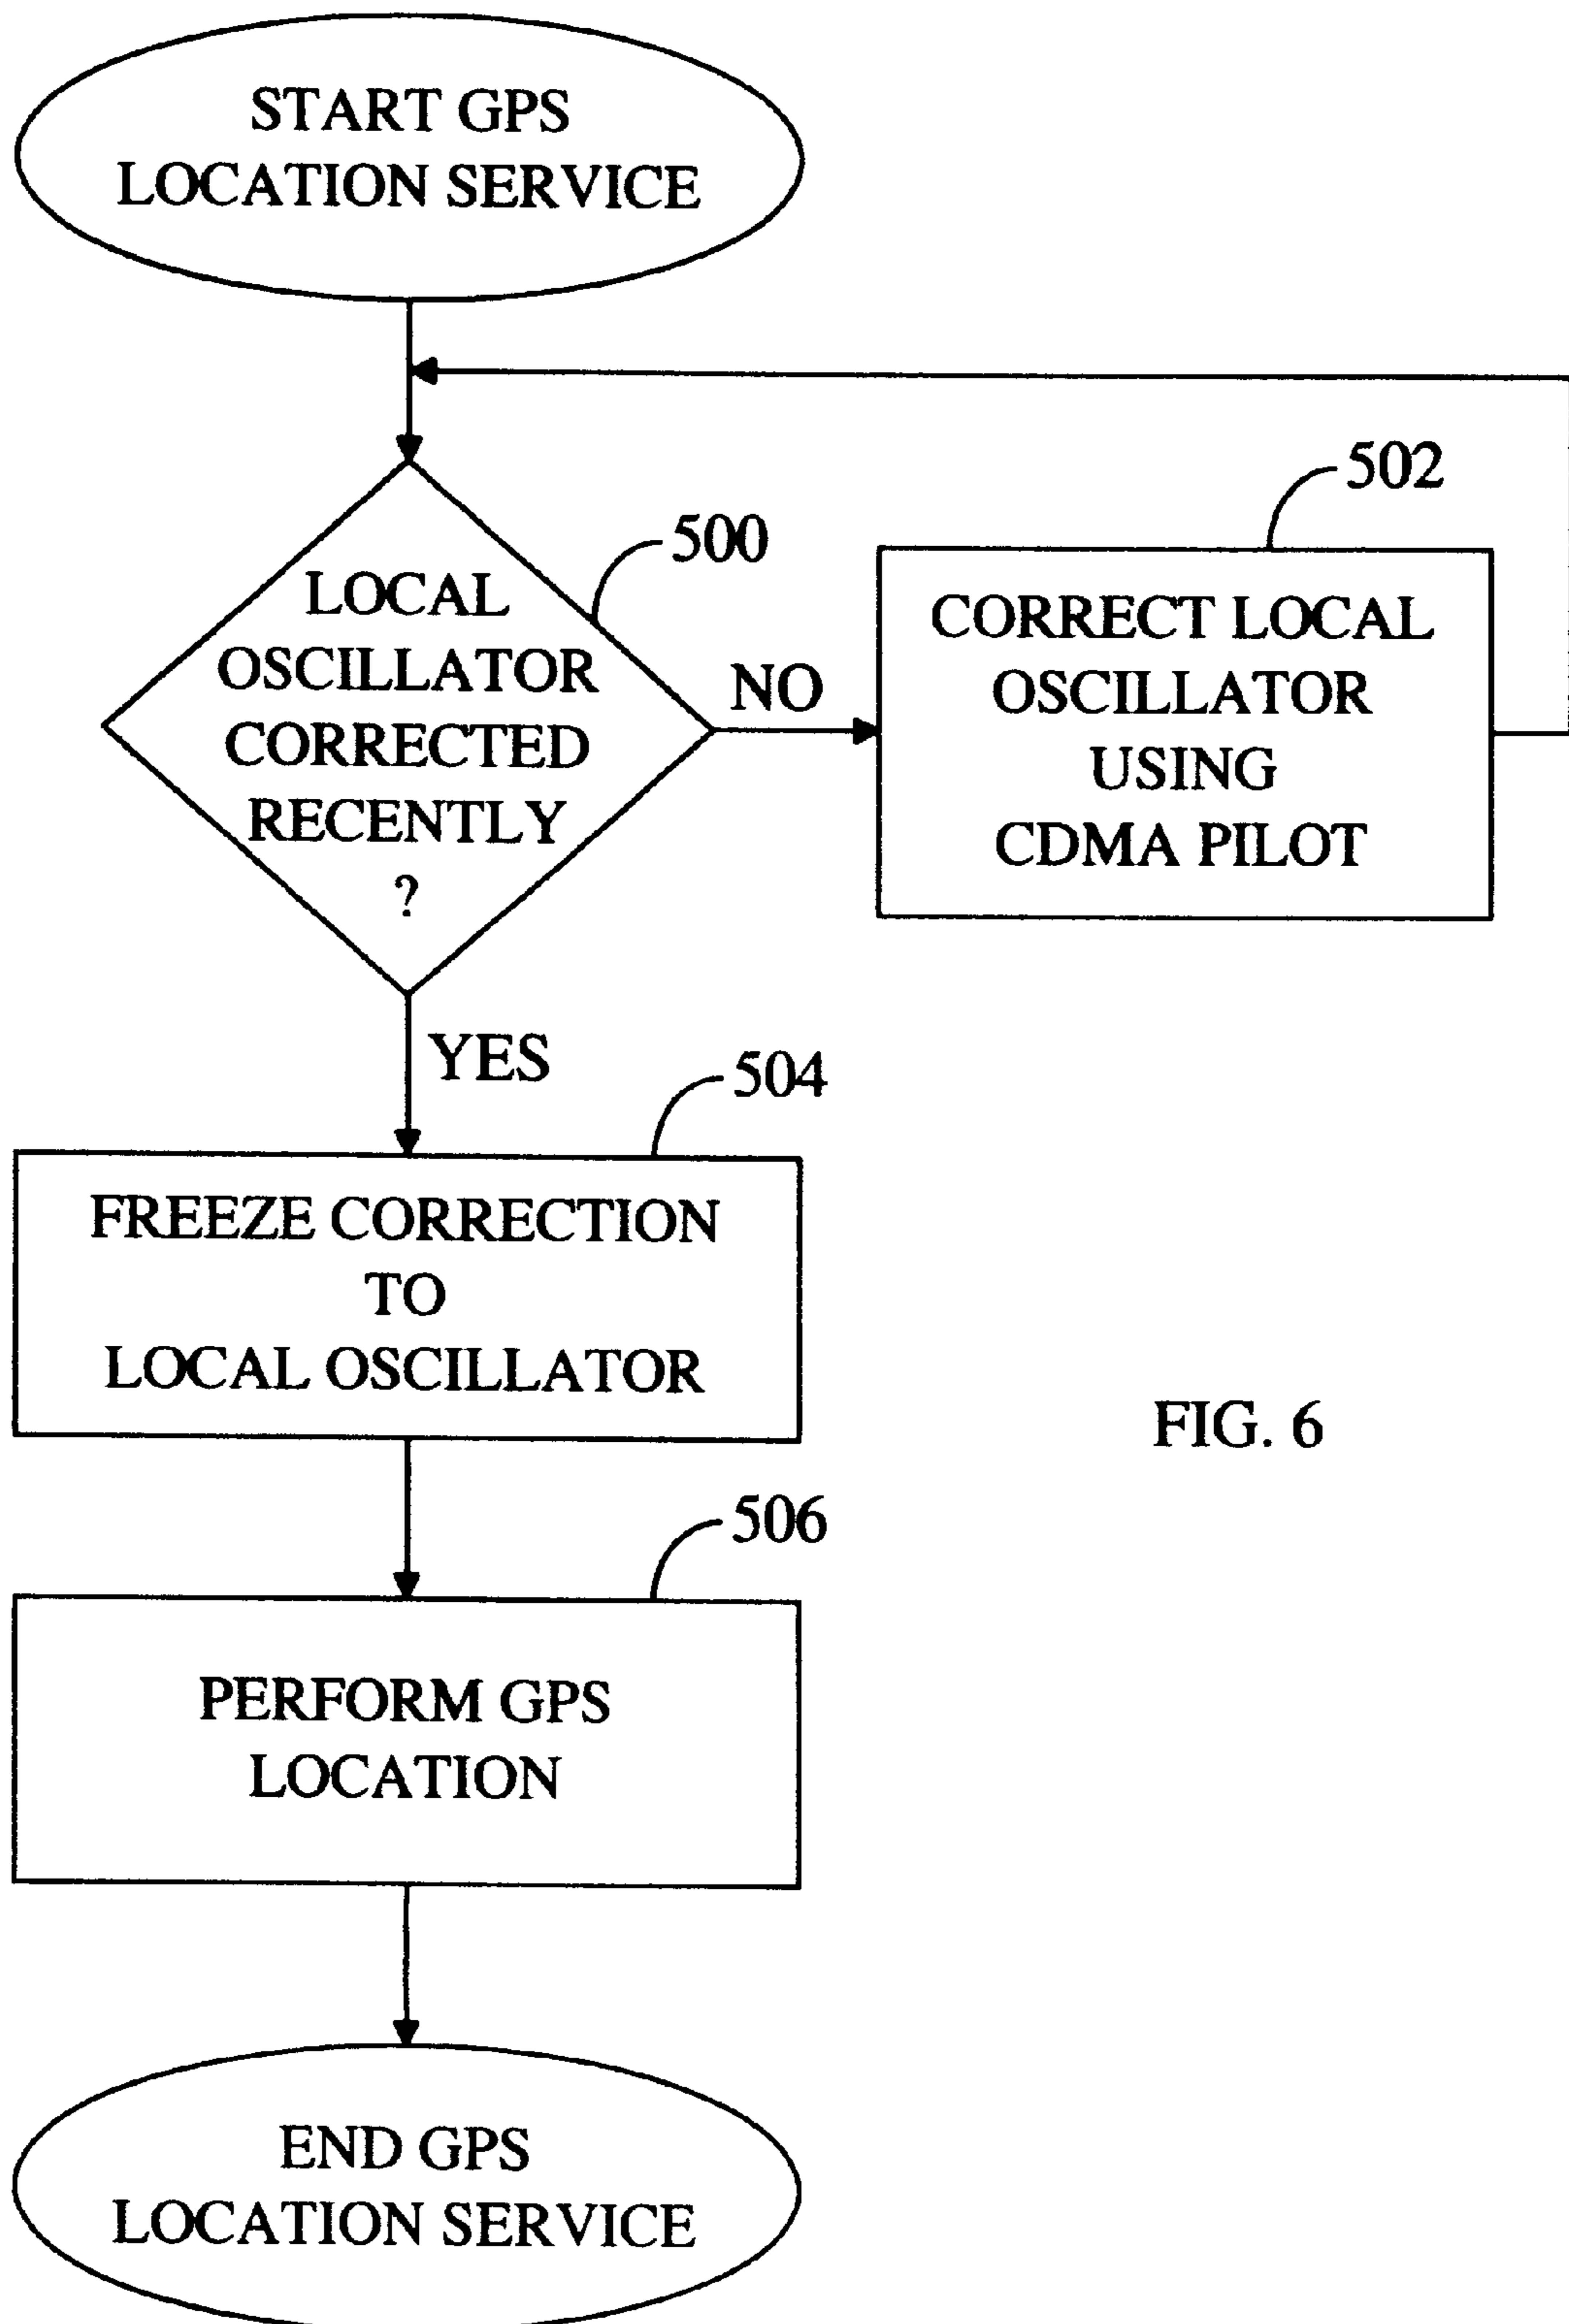 START GPS
LOCATION SERVICE
500
LOCAL
OSCILLATOR
CORRECTED
RECENTLY
?
NO
502
CORRECT LOCAL
OSCILLATOR
USING
CDMA PILOT
YES
504
FREEZE CORRECTION
TO
LOCAL OSCILLATOR
FIG. 6
506
PERFORM GPS
LOCATION
END GPS
LOCATION SERVICE